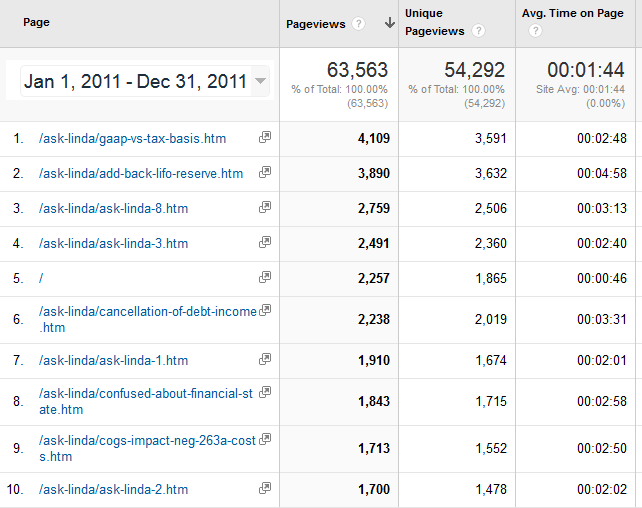 Page
Pageviews ?
Unique
Pageviews ?
Avg. Time on Page
?
Jan 1, 2011 - Dec 31, 2011
63,563
% of Total: 100.00%
(63,563)
54,292
% of Total: 100.00%
(54,292)
00:01:44
Site Avg: 00:01:44
(0.00%)
1. /ask-linda/gaap-vs-tax-basis.htm 4,109 3,591 00:02:48
2. /ask-linda/add-back-lifo-reserve.htm 3,890 3,632 00:04:58
3. /ask-linda/ask-linda-8.htm 2,759 2,506 00:03:13
4. /ask-linda/ask-linda-3.htm 2,491 2,360 00:02:40
5. / 2,257 1,865 00:00:46
6. /ask-linda/cancellation-of-debt-income
.htm 2,238 2,019 00:03:31
7. /ask-linda/ask-linda-1.htm 1,910 1,674 00:02:01
8. /ask-linda/confused-about-financial-st
ate.htm 1,843 1,715 00:02:58
9. /ask-linda/cogs-impact-neg-263a-cost
s.htm 1,713 1,552 00:02:50
10. /ask-linda/ask-linda-2.htm 1,700 1,478 00:02:02